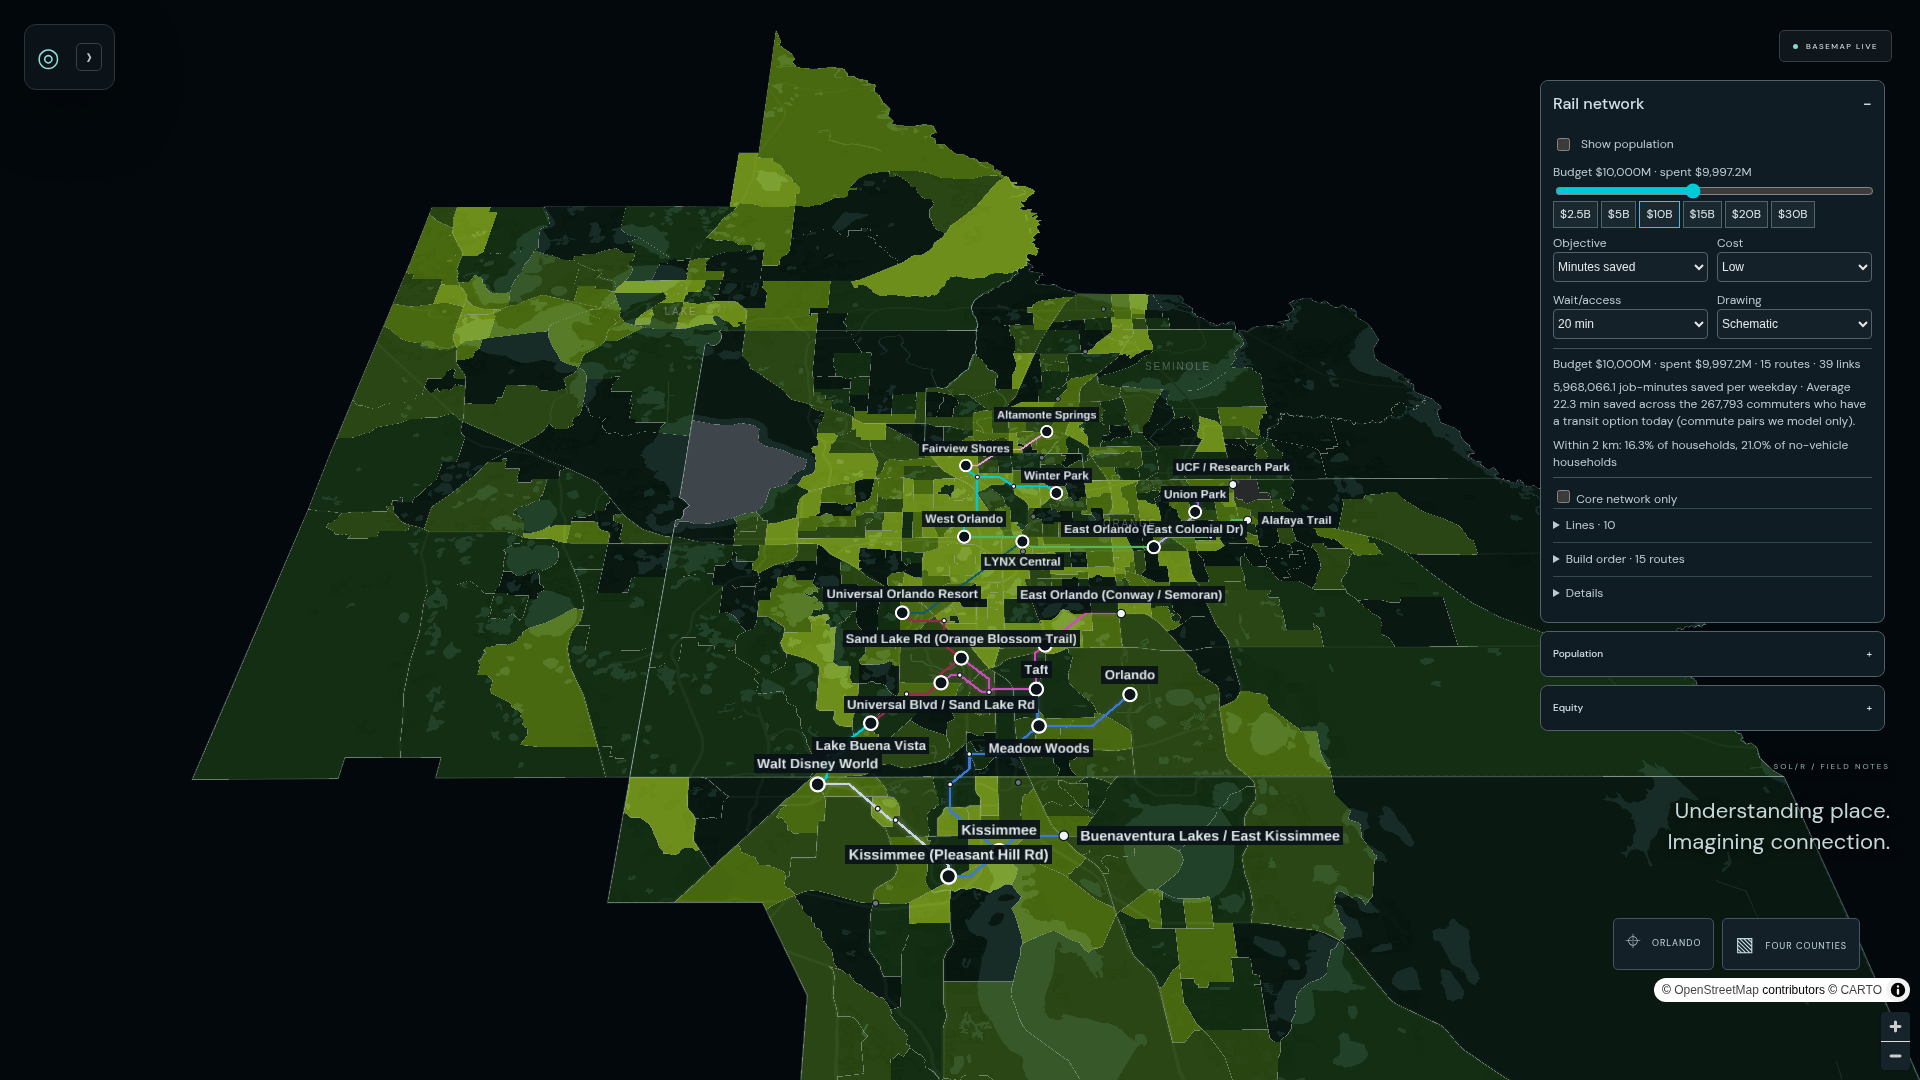 BASEMAP LIVE
Rail network
−
Show population
Budget $10,000M · spent $9,997.2M
$2.5B $5B $10B $15B $20B $30B
Objective Cost
Minutes saved Low
Wait/access Drawing
20 min Schematic
Budget $10,000M · spent $9,997.2M · 15 routes · 39 links
5,968,066.1 job-minutes saved per weekday · Average
22.3 min saved across the 267,793 commuters who have
a transit option today (commute pairs we model only).
Within 2 km: 16.3% of households, 21.0% of no-vehicle
households
Core network only
Lines · 10
Build order · 15 routes
Details
Population +
Equity +
SOL/R / FIELD NOTES
Understanding place.
Imagining connection.
ORLANDO
FOUR COUNTIES
© OpenStreetMap contributors © CARTO
LAKE
SEMINOLE
Altamonte Springs
Fairview Shores
Winter Park
UCF / Research Park
Union Park
West Orlando
ORANGE
East Orlando (East Colonial Dr)
Alafaya Trail
LYNX Central
Universal Orlando Resort
East Orlando (Conway / Semoran)
Sand Lake Rd (Orange Blossom Trail)
Taft
Orlando
Universal Blvd / Sand Lake Rd
Lake Buena Vista
Meadow Woods
Walt Disney World
Kissimmee
Buenaventura Lakes / East Kissimmee
Kissimmee (Pleasant Hill Rd)